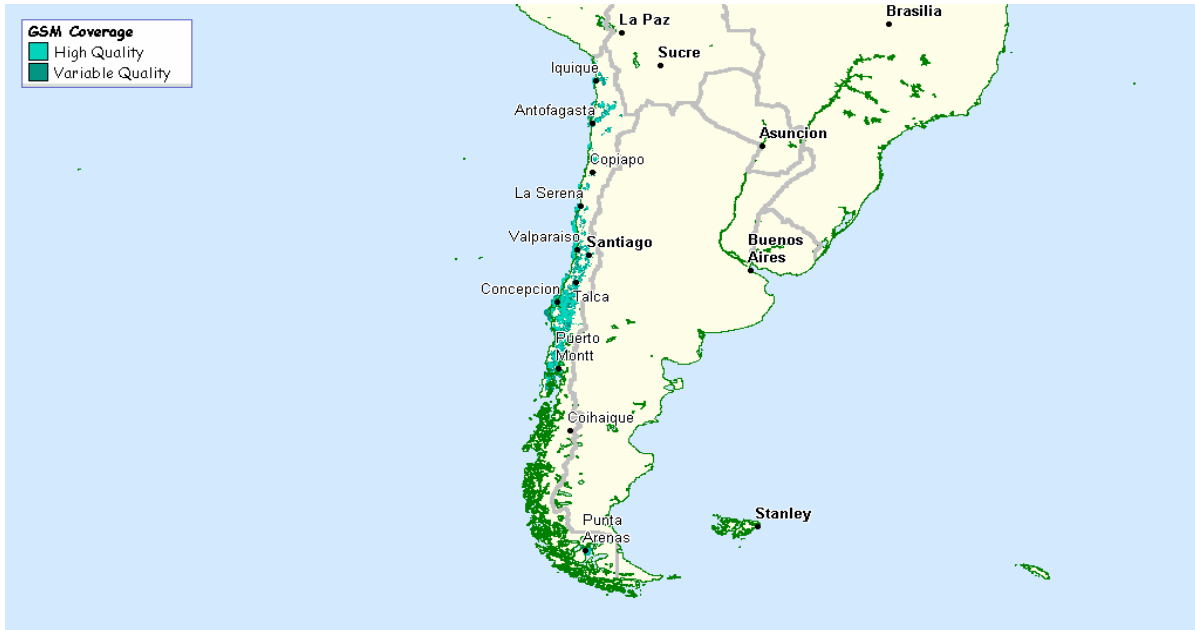 GSM Coverage
High Quality
Variable Quality
La Paz
Brasilia
Sucre
Iquique
Antofagasta
Asuncion
Copiapo
La Serena
Valparaiso
Santiago
Buenos
Aires
Concepcion
Talca
Puerto
Montt
Coihaique
Stanley
Punta
Arenas